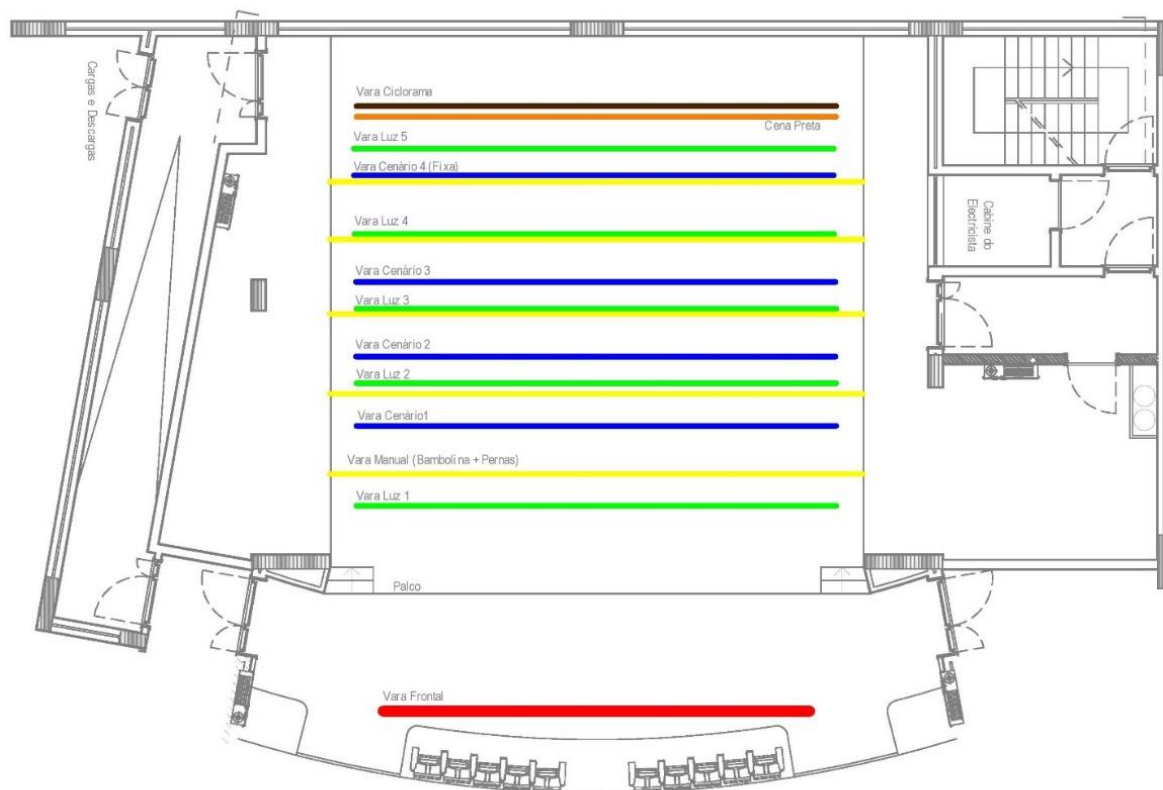 Cargas e Descargas
Vara Ciclorama
Cena Preta
Vara Luz 5
Vara Cenário 4 (Fixa)
Cabine do
Electricista
Vara Luz 4
Vara Cenário 3
Vara Luz 3
Vara Cenário 2
Vara Luz 2
Vara Cenário1
Vara Manual (Bambolina + Pernas)
Vara Luz 1
Palco
Vara Frontal